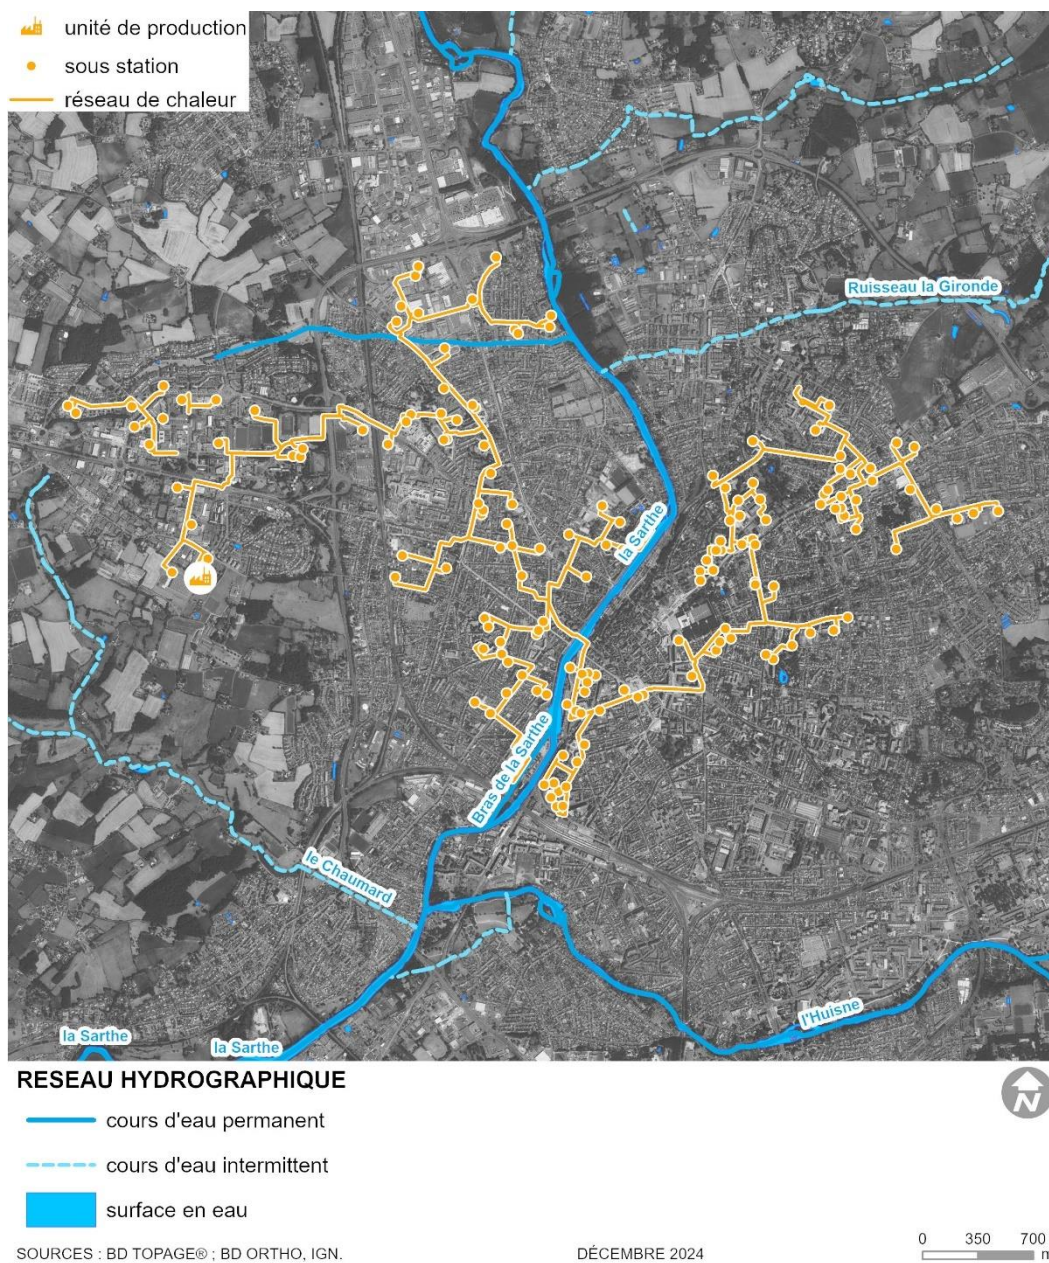 unité de production
sous station
réseau de chaleur
Ruisseau la Gironde
la Sarthe
Bras de la Sarthe
le Chaumard
l'Huisne
la Sarthe
la Sarthe
RESEAU HYDROGRAPHIQUE
N
cours d'eau permanent
cours d'eau intermittent
surface en eau
SOURCES : BD TOPAGE® ; BD ORTHO, IGN.
DÉCEMBRE 2024
0 350 700
m